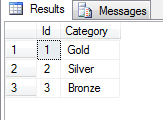 Results Messages
Id Category
1 1 Gold
2 2 Silver
3 3 Bronze